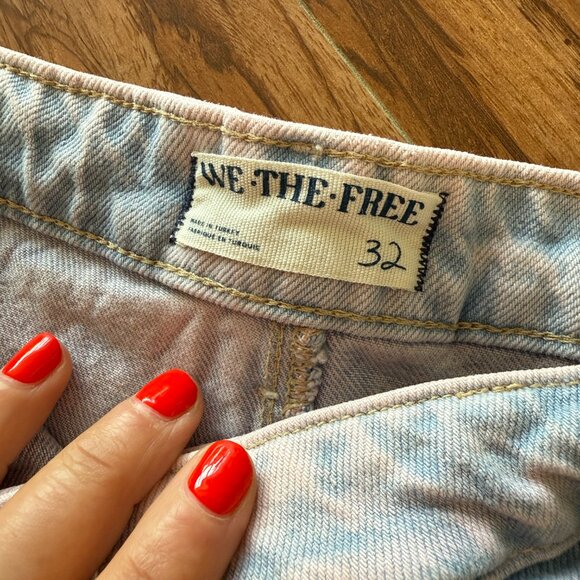 WE·THE·FREE
MADE IN TURKEY
FABRIQUE EN TURQUIE
32